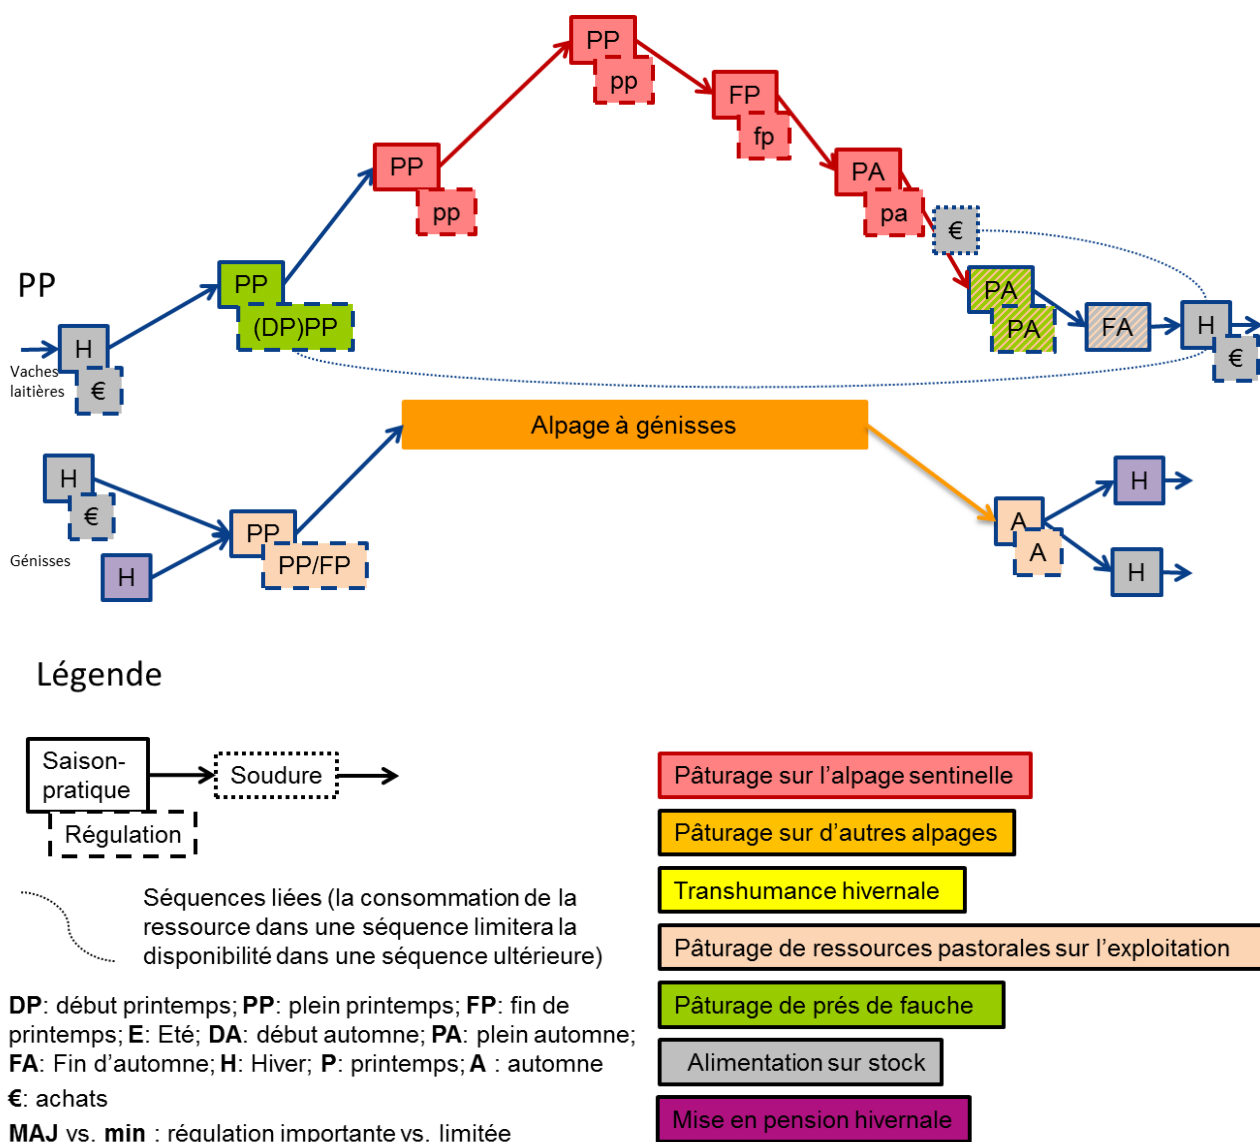 PP
pp
FP
fp
PP
pp
PA
pa
€
PP
PP
(DP)PP
PA
PA
FA
H
€
H
€
Vaches
laitières
Alpage à génisses
H
€
Génisses
H
PP
PP/FP
A
A
H
H
Légende
Saison-
pratique
Soudure
Régulation
Séquences liées (la consommation de la
ressource dans une séquence limitera la
disponibilité dans une séquence ultérieure)
DP: début printemps; PP: plein printemps; FP: fin de
printemps; E: Eté; DA: début automne; PA: plein automne;
FA: Fin d'automne; H: Hiver; P: printemps; A : automne
€: achats
MAJ vs. min : régulation importante vs. limitée
Pâturage sur l'alpage sentinelle
Pâturage sur d'autres alpages
Transhumance hivernale
Pâturage de ressources pastorales sur l'exploitation
Pâturage de prés de fauche
Alimentation sur stock
Mise en pension hivernale